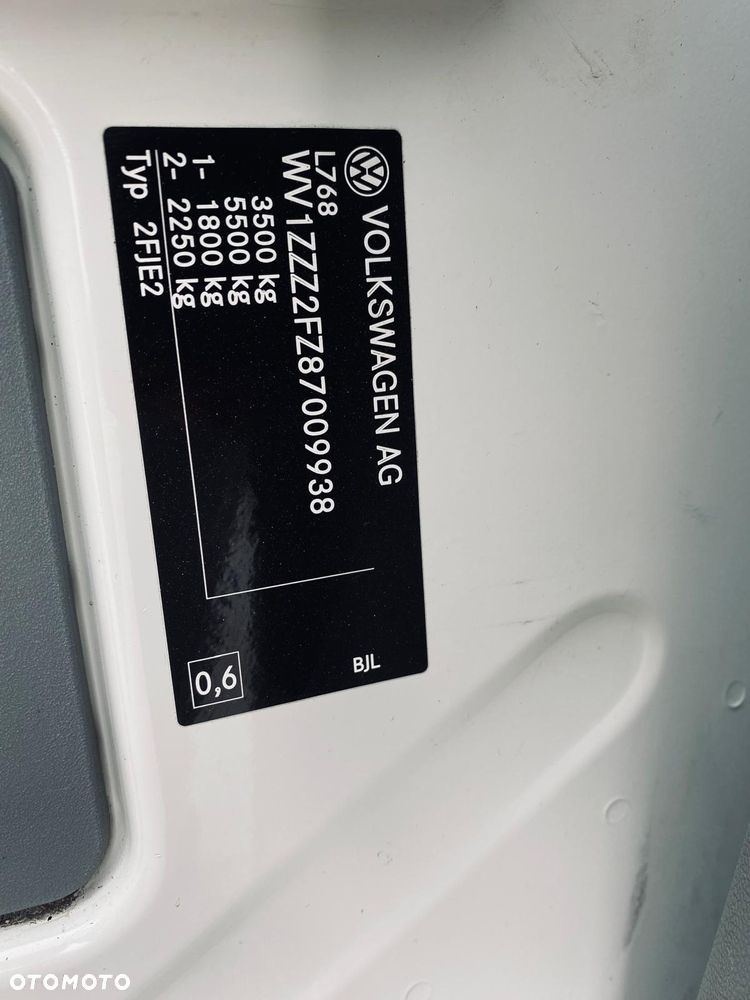 VOLKSWAGEN AG
L768
WV1ZZZ2FZ87009938
3500 kg
5500 kg
1- 1800 kg
2- 2250 kg
Typ 2FJE2
BJL
0,6
OTOMOTO